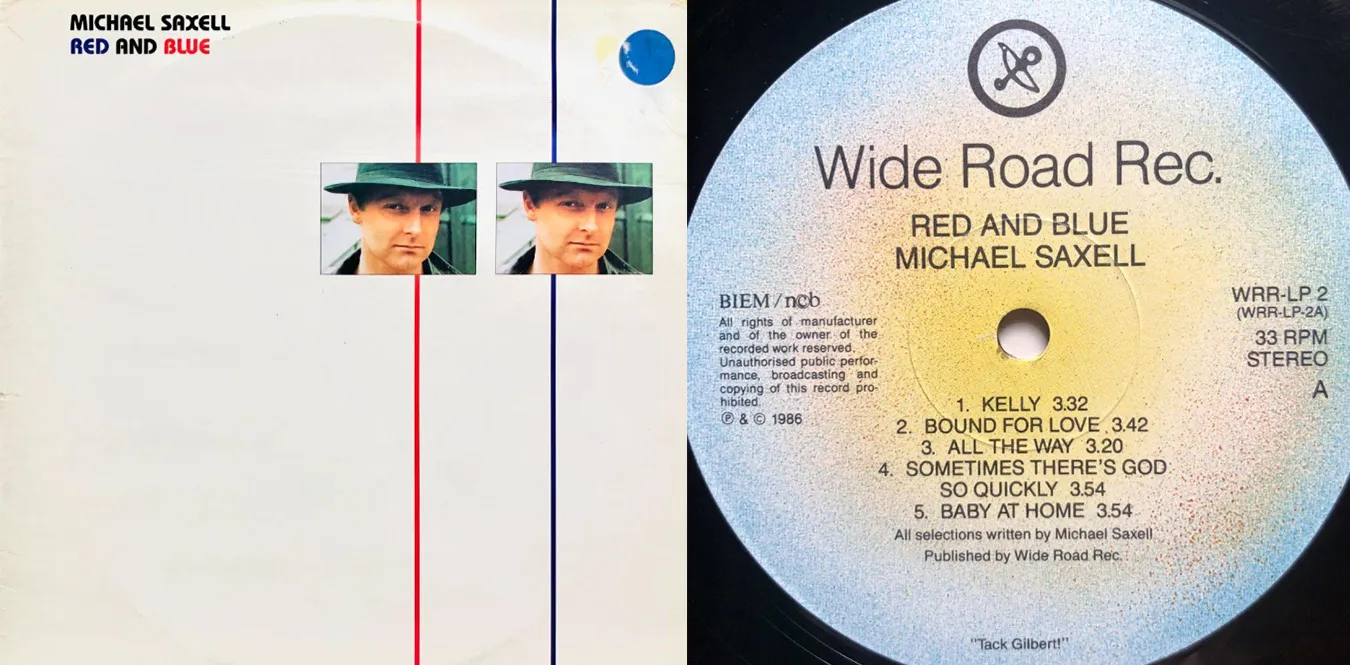 MICHAEL SAXELL
RED AND BLUE
Wide Road Rec.
RED AND BLUE
MICHAEL SAXELL
BIEM/ncb
All rights of manufacturer
and of the owner of the
recorded work reserved.
Unauthorised public perfor-
mance, broadcasting and
copying of this record pro-
hibited.
℗ & © 1986
WRR-LP 2
(WRR-LP-2A)
33 RPM
STEREO
A
1. KELLY 3.32
2. BOUND FOR LOVE 3.42
3. ALL THE WAY 3.20
4. SOMETIMES THERE'S GOD
SO QUICKLY 3.54
5. BABY AT HOME 3.54
All selections written by Michael Saxell
Published by Wide Road Rec.
"Tack Gilbert!"